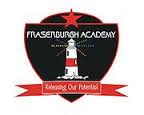 FRASERBURGH ACADEMY
Releasing Our Potential